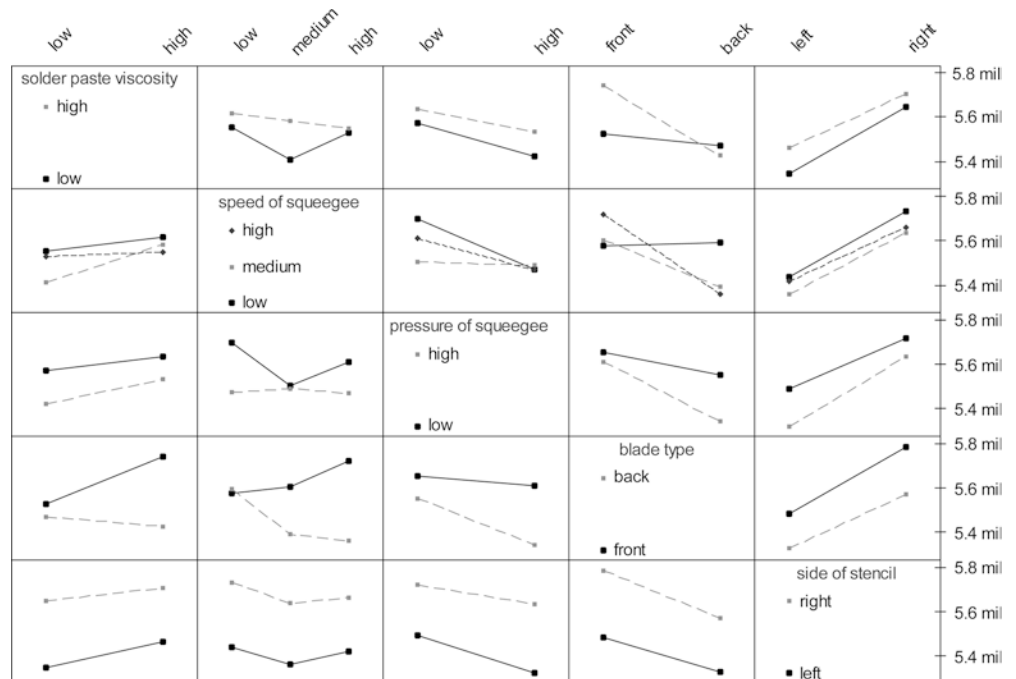 low high low medium high low high front back left right
solder paste viscosity
high
low
5.8 mil
5.6 mil
5.4 mil
speed of squeegee
high
medium
low
5.8 mil
5.6 mil
5.4 mil
pressure of squeegee
high
low
5.8 mil
5.6 mil
5.4 mil
blade type
back
front
5.8 mil
5.6 mil
5.4 mil
side of stencil
right
left
5.8 mil
5.6 mil
5.4 mil